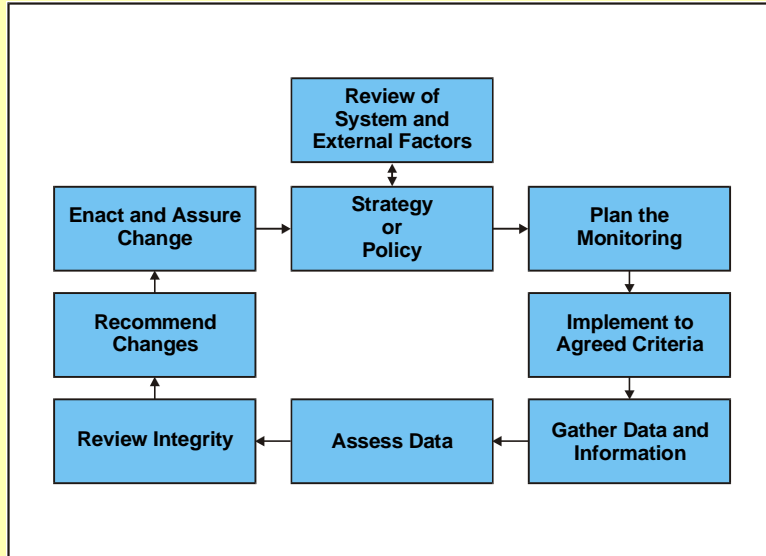 Review of
System and
External Factors
Enact and Assure
Change
Strategy
or
Policy
Plan the
Monitoring
Recommend
Changes
Implement to
Agreed Criteria
Review Integrity
Assess Data
Gather Data and
Information